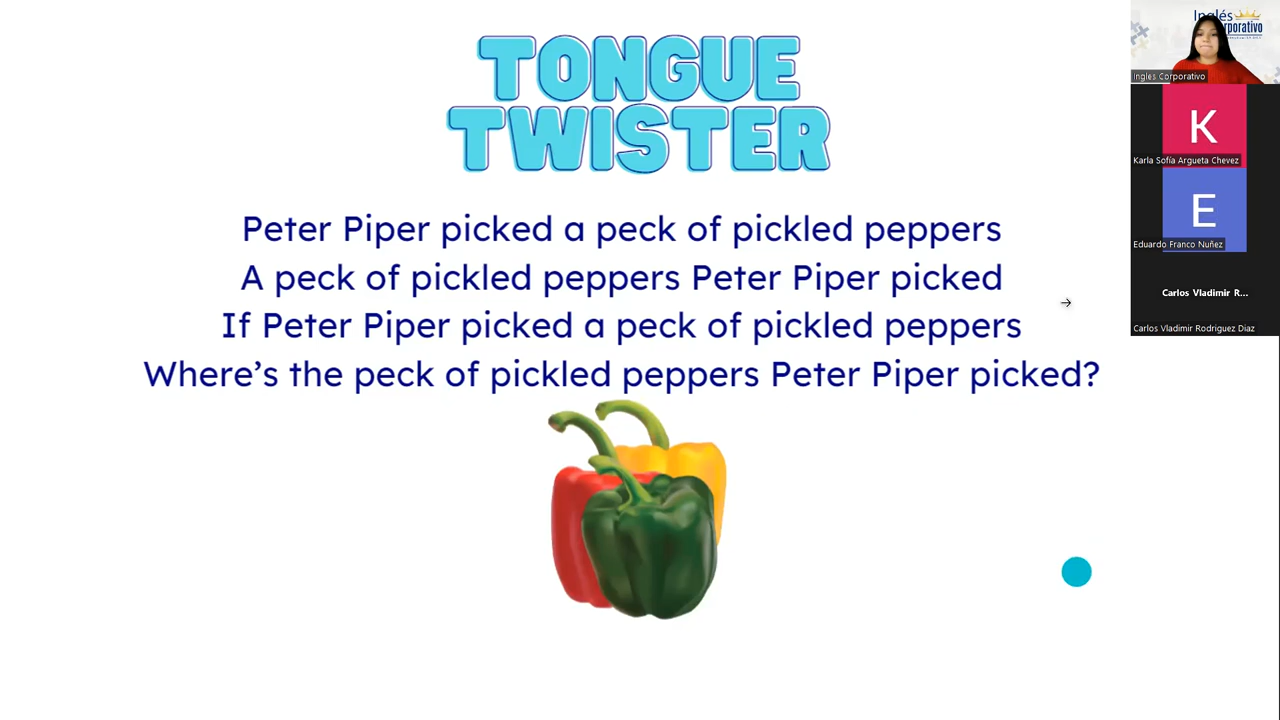 TONGUE
TWISTER
Peter Piper picked a peck of pickled peppers
A peck of pickled peppers Peter Piper picked
If Peter Piper picked a peck of pickled peppers
Where's the peck of pickled peppers Peter Piper picked?
Inglés
Corporativo
Ingles Corporativo
K
Karla Sofía Argueta Chevez
E
Eduardo Franco Nuñez
Carlos Vladimir R...
Carlos Vladimir Rodriguez Diaz